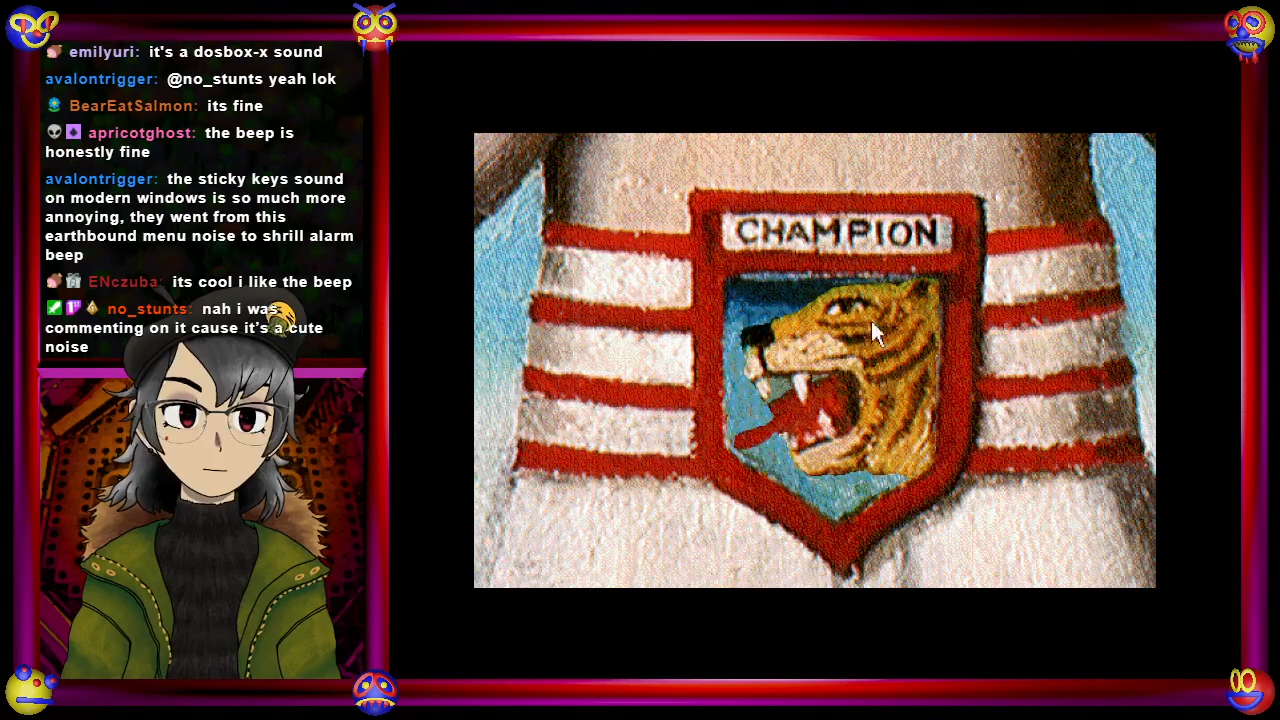 emilyuri: it's a dosbox-x sound
avalontrigger: @no_stunts yeah lok
BearEatSalmon: its fine
apricotghost: the beep is
honestly fine
avalontrigger: the sticky keys sound
on modern windows is so much more
annoying, they went from this
earthbound menu noise to shrill alarm
beep
ENczuba: its cool i like the beep
no_stunts: nah i was
commenting on it cause it's a cute
noise
CHAMPION